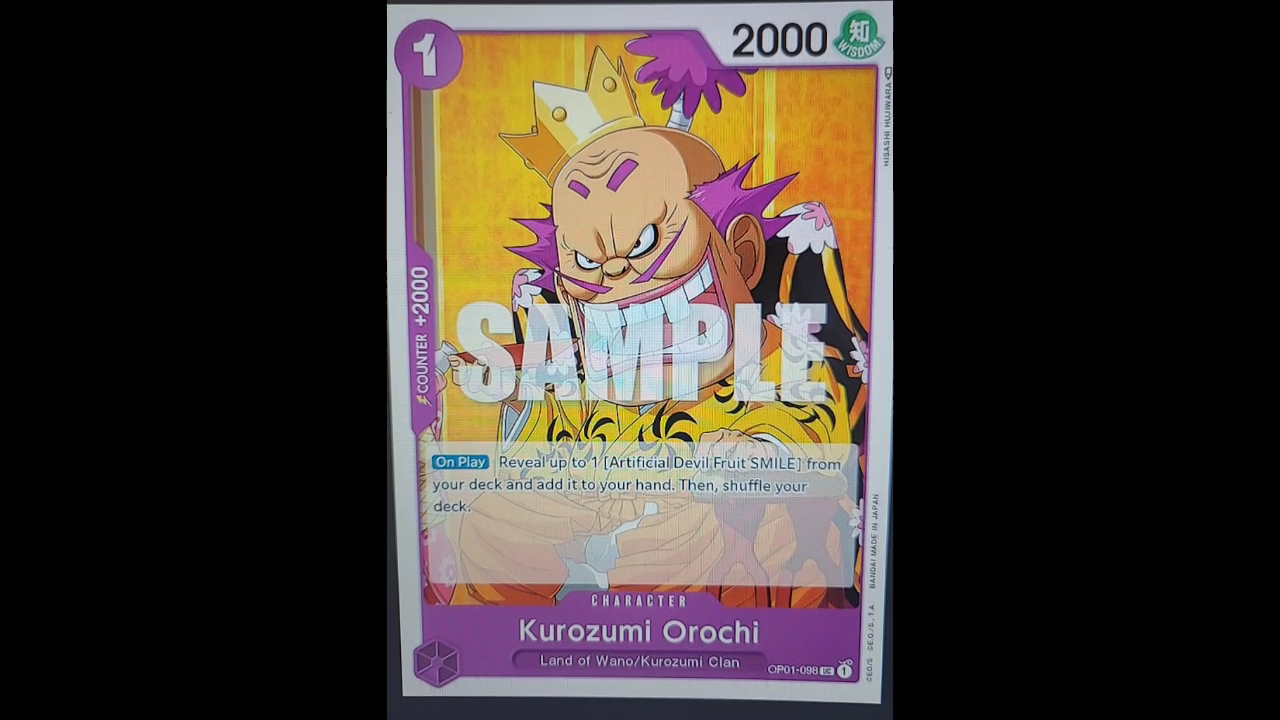 1
2000
知
WISDOM
HISASHI HUJIWARA
COUNTER +2000
SAMPLE
On Play Reveal up to 1 [Artificial Devil Fruit SMILE] from
your deck and add it to your hand. Then, shuffle your
deck.
CHARACTER
Kurozumi Orochi
Land of Wano/Kurozumi Clan
OP01-098 UC 1
©E.O/S ©E.O./S., T.A. BANDAI MADE IN JAPAN